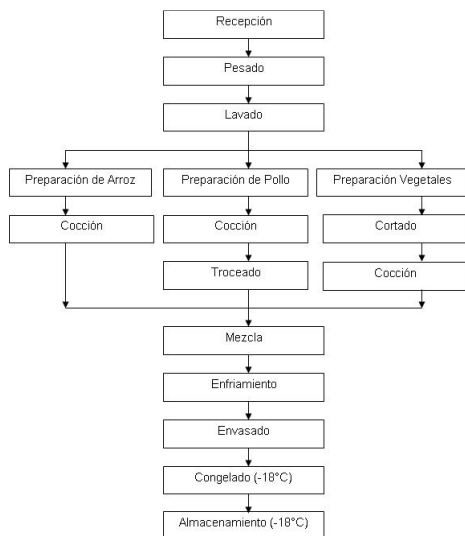 Recepción
Pesado
Lavado
Preparación de Arroz
Preparación de Pollo
Preparación Vegetales
Cocción
Cocción
Cortado
Troceado
Cocción
Mezcla
Enfriamiento
Envasado
Congelado (-18°C)
Almacenamiento (-18°C)